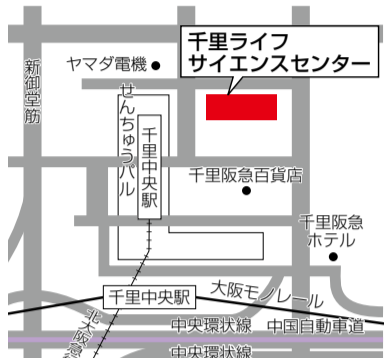 千里ライフ
サイエンスセンター
ヤマダ電機
新御堂筋
せんちゅうパル
千里中央駅
千里阪急百貨店
千里阪急
ホテル
千里中央駅
大阪モノレール
北大阪急
中央環状線
中国自動車道
中央環状線